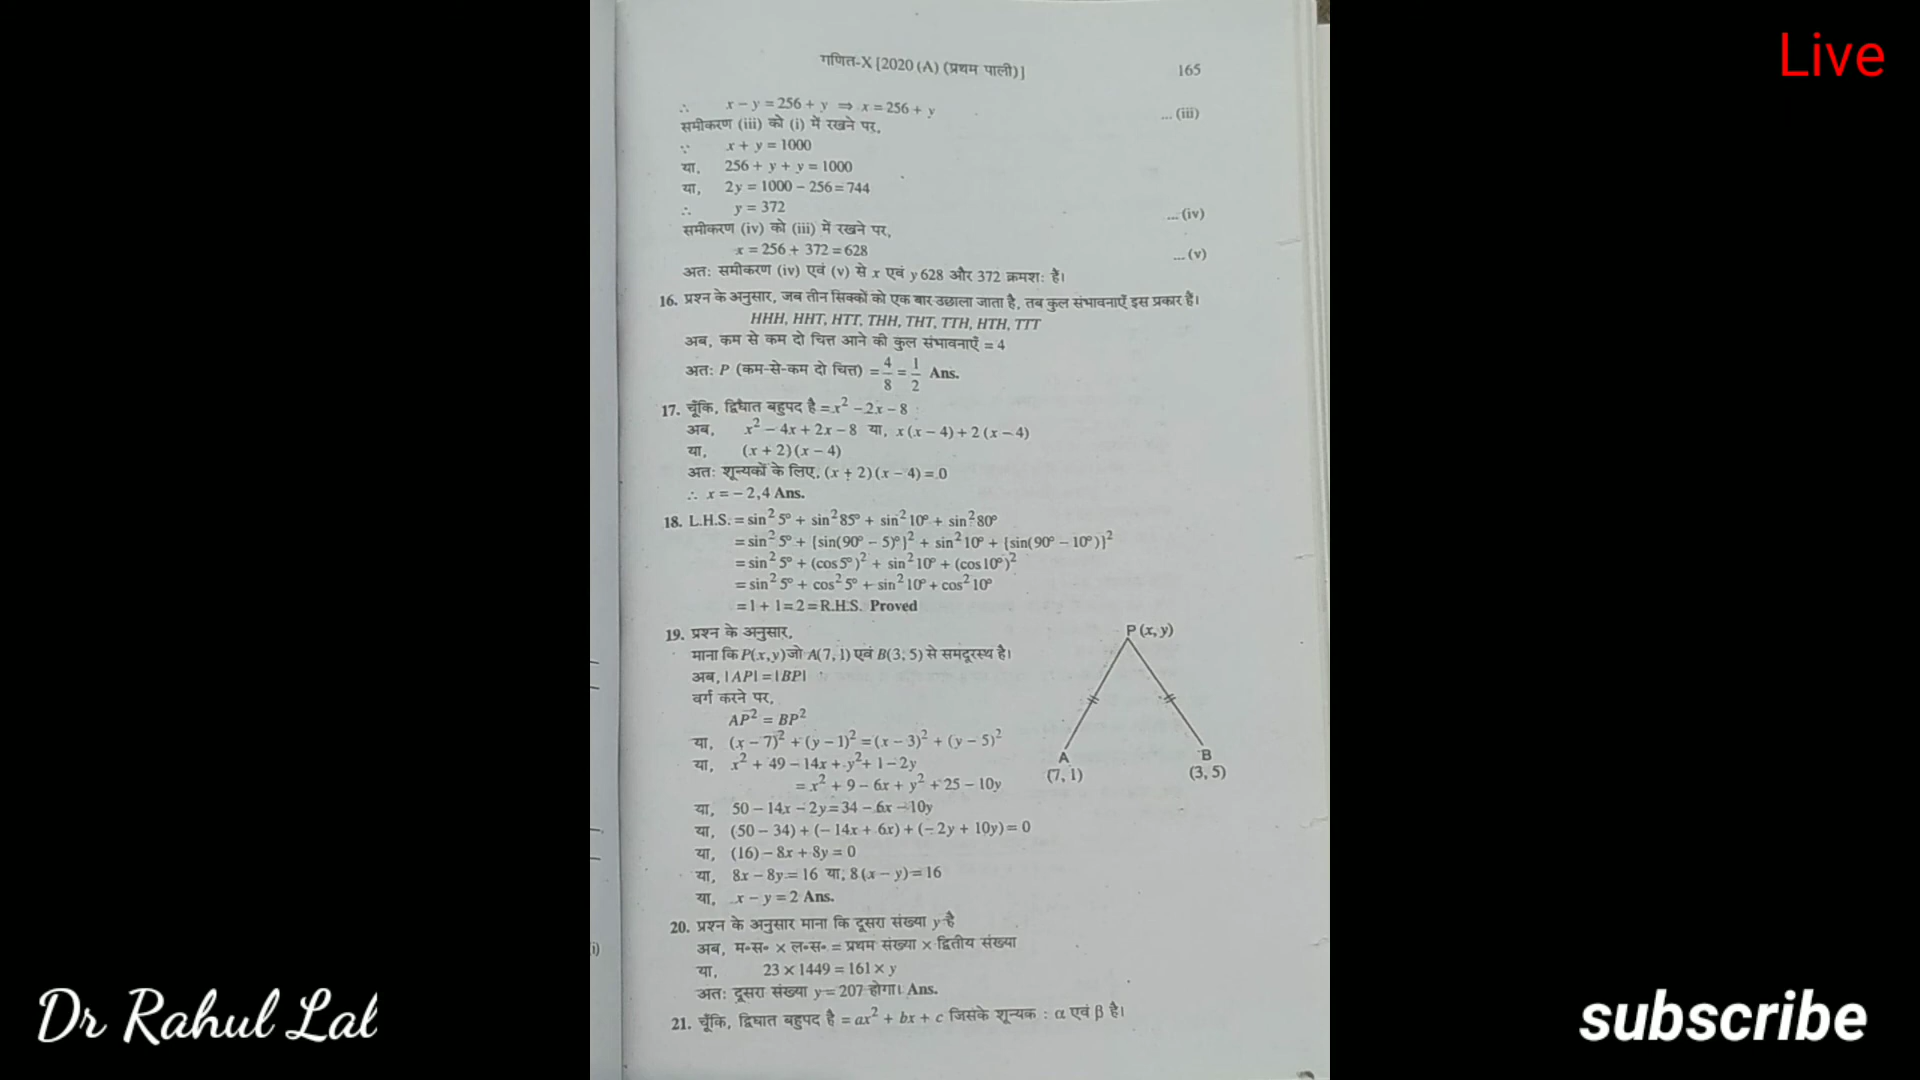 Live
गणित-X [2020 (A) (प्रथम पाली)] 165
∴ x − y = 256 + y ⇒ x = 256 + y ... (iii)
समीकरण (iii) को (i) में रखने पर,
∵ x + y = 1000
या, 256 + y + y = 1000
या, 2y = 1000 − 256 = 744
∴ y = 372 ... (iv)
समीकरण (iv) को (iii) में रखने पर,
x = 256 + 372 = 628 ... (v)
अतः समीकरण (iv) एवं (v) से x एवं y 628 और 372 क्रमशः हैं।
16. प्रश्न के अनुसार, जब तीन सिक्कों को एक बार उछाला जाता है, तब कुल संभावनाएँ इस प्रकार हैं।
HHH, HHT, HTT, THH, THT, TTH, HTH, TTT
अब, कम से कम दो चित्त आने की कुल संभावनाएँ = 4
अतः P (कम-से-कम दो चित्त) = 4/8 = 1/2 Ans.
17. चूँकि, द्विघात बहुपद है = x² − 2x − 8
अब, x² − 4x + 2x − 8 या, x (x − 4) + 2 (x − 4)
या, (x + 2) (x − 4)
अतः शून्यकों के लिए, (x + 2) (x − 4) = 0
∴ x = − 2, 4 Ans.
18. L.H.S. = sin² 5° + sin² 85° + sin² 10° + sin² 80°
= sin² 5° + {sin(90° − 5)°}² + sin² 10° + {sin(90° − 10°)}²
= sin² 5° + (cos 5°)² + sin² 10° + (cos 10°)²
= sin² 5° + cos² 5° + sin² 10° + cos² 10°
= 1 + 1 = 2 = R.H.S. Proved
19. प्रश्न के अनुसार,
माना कि P(x, y) जो A(7, 1) एवं B(3, 5) से समदूरस्थ है।
अब, |AP| = |BP|
वर्ग करने पर,
AP² = BP²
या, (x − 7)² + (y − 1)² = (x − 3)² + (y − 5)²
या, x² + 49 − 14x + y² + 1 − 2y
= x² + 9 − 6x + y² + 25 − 10y
या, 50 − 14x − 2y = 34 − 6x − 10y
या, (50 − 34) + (− 14x + 6x) + (− 2y + 10y) = 0
या, (16) − 8x + 8y = 0
या, 8x − 8y = 16 या, 8 (x − y) = 16
या, x − y = 2 Ans.
P (x, y)
A B
(7, 1) (3, 5)
20. प्रश्न के अनुसार माना कि दूसरा संख्या y है
अब, म॰स॰ × ल॰स॰ = प्रथम संख्या × द्वितीय संख्या
या, 23 × 1449 = 161 × y
अतः दूसरा संख्या y = 207 होगा। Ans.
21. चूँकि, द्विघात बहुपद है = ax² + bx + c जिसके शून्यक : α एवं β है।
i)
Dr Rahul Lal
subscribe